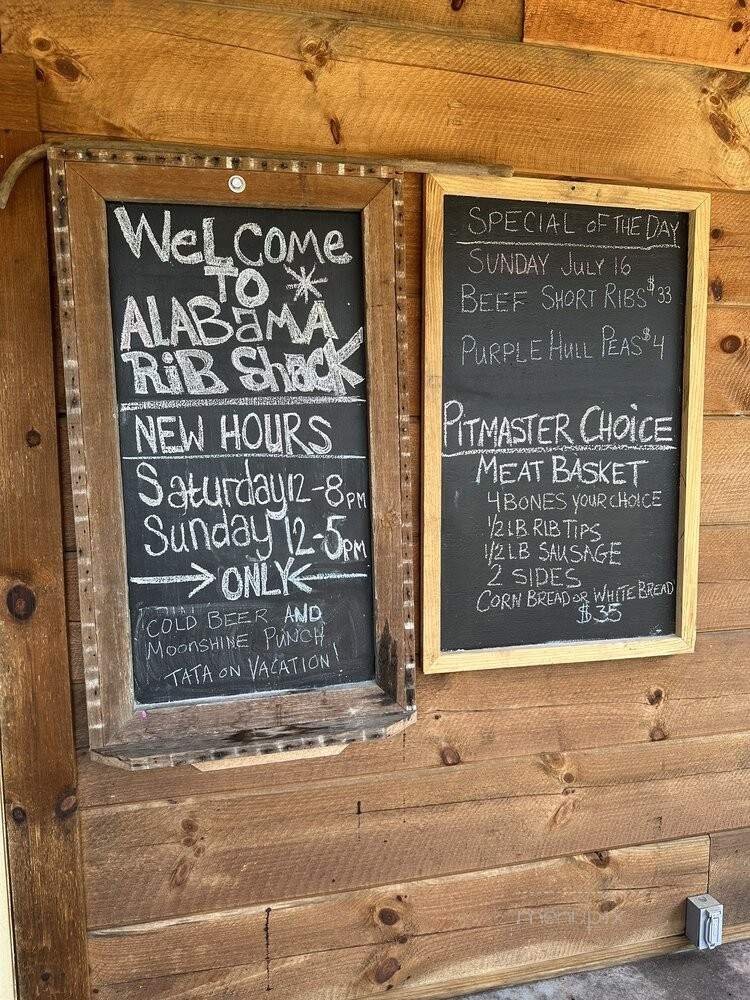 WELCOME
TO
ALABAMA
RIB Shack
NEW HOURS
Saturday 12-8PM
Sunday 12-5PM
ONLY
COLD BEER AND
MOONSHINE PUNCH
TATA ON VACATION!
SPECIAL OF THE DAY
SUNDAY JULY 16
BEEF SHORT RIBS $33
PURPLE HULL PEAS $4
PITMASTER CHOICE
MEAT BASKET
4 BONES YOUR CHOICE
1/2 LB RIB TIPS
1/2 LB SAUSAGE
2 SIDES
CORN BREAD OR WHITE BREAD
$35
menupix